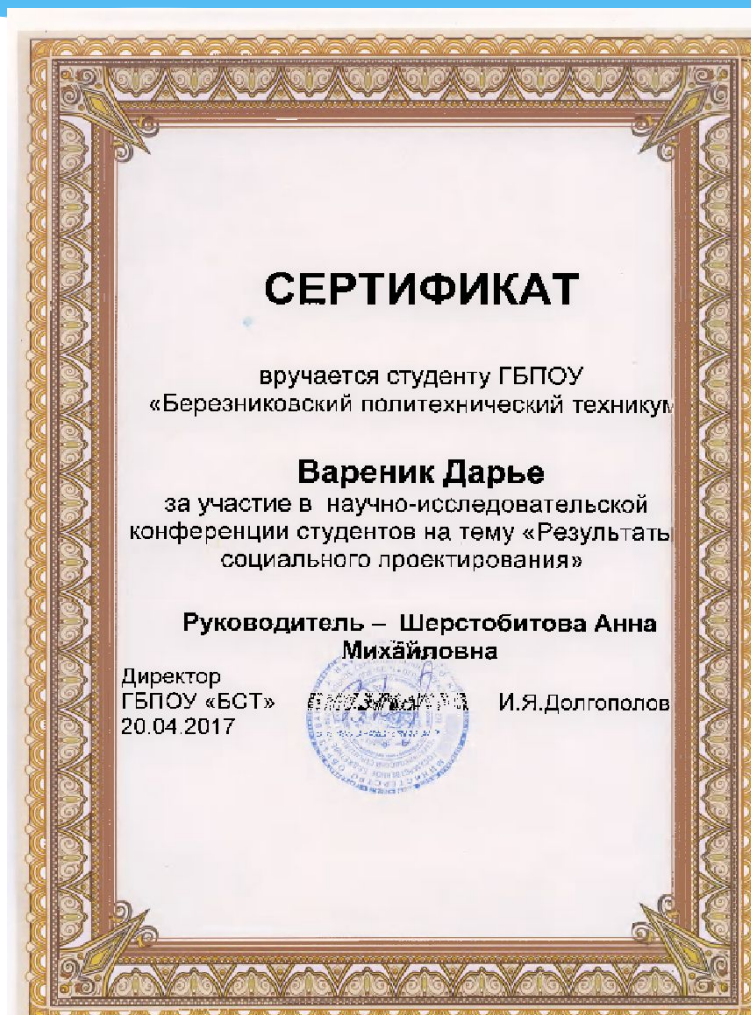 СЕРТИФИКАТ
вручается студенту ГБПОУ
«Березниковский политехнический техникум
Вареник Дарье
за участие в научно-исследовательской
конференции студентов на тему «Результаты
социального проектирования»
Руководитель – Шерстобитова Анна
Михайловна
Директор
ГБПОУ «БСТ» И.Я.Долгополов
20.04.2017